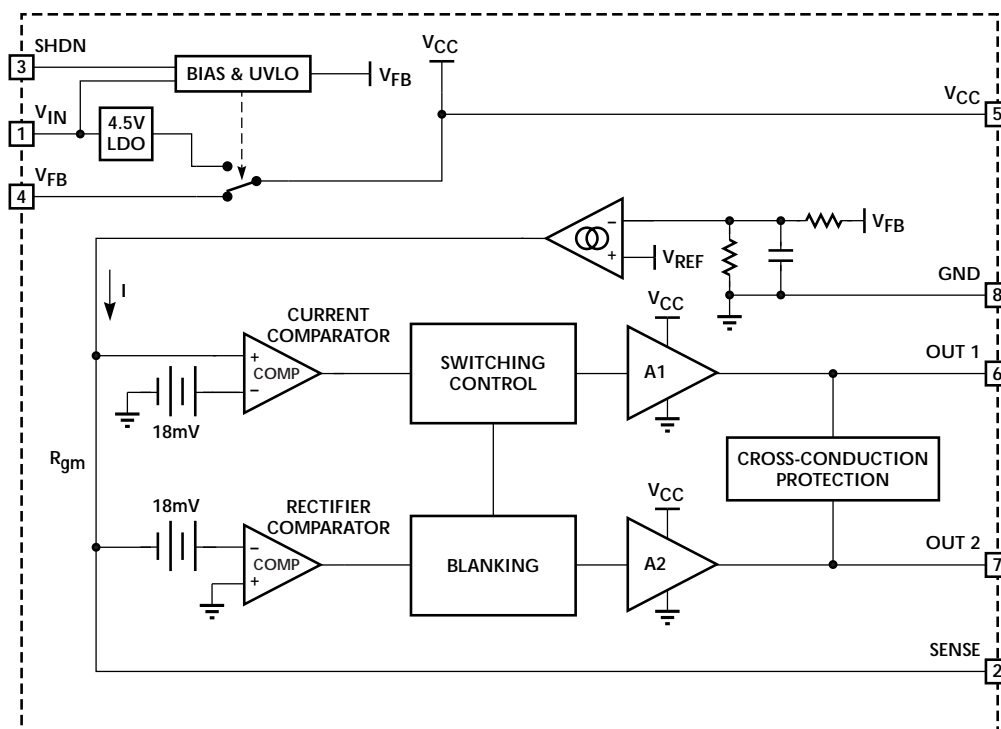 SHDN
3
BIAS & UVLO
VFB
VCC
VIN
1
4.5V
LDO
VCC
5
VFB
4
−
+
VREF
VFB
GND
8
I
CURRENT
COMPARATOR
+
COMP
−
18mV
SWITCHING
CONTROL
VCC
A1
OUT 1
6
Rgm
CROSS-CONDUCTION
PROTECTION
18mV
RECTIFIER
COMPARATOR
−
COMP
+
BLANKING
VCC
A2
OUT 2
7
SENSE
2